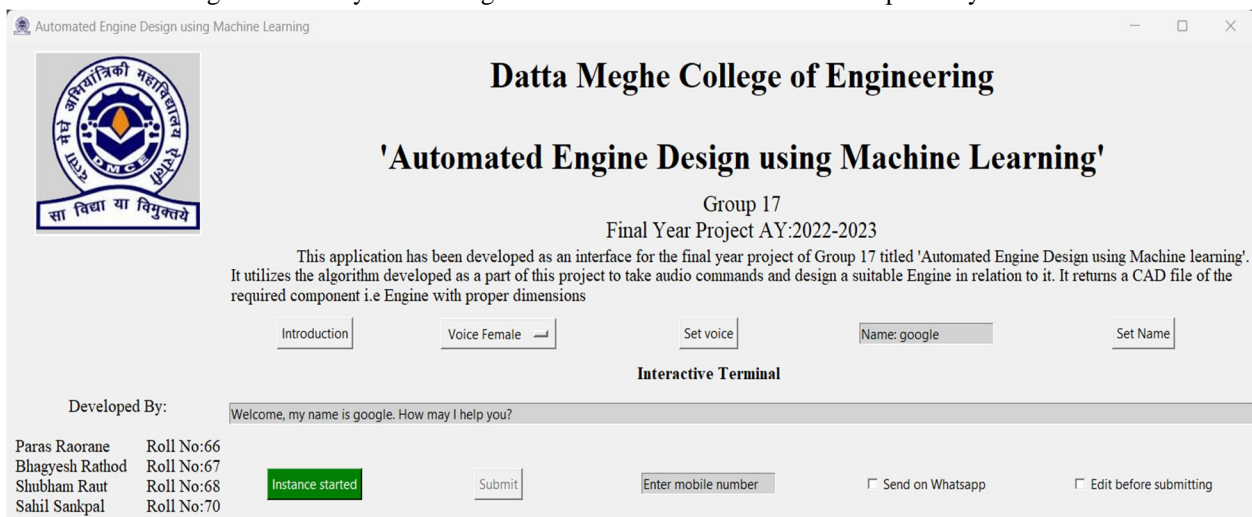 Automated Engine Design using Machine Learning
दत्ता मेघे अभियांत्रिकी महाविद्यालय ऐरोली
DMCE
सा विद्या या विमुक्तये
Datta Meghe College of Engineering
'Automated Engine Design using Machine Learning'
Group 17
Final Year Project AY:2022-2023
This application has been developed as an interface for the final year project of Group 17 titled 'Automated Engine Design using Machine learning'.
It utilizes the algorithm developed as a part of this project to take audio commands and design a suitable Engine in relation to it. It returns a CAD file of the
required component i.e Engine with proper dimensions
Introduction Voice Female Set voice Name: google Set Name
Interactive Terminal
Developed By:
Welcome, my name is google. How may I help you?
Paras Raorane Roll No:66
Bhagyesh Rathod Roll No:67
Shubham Raut Roll No:68
Sahil Sankpal Roll No:70
Instance started Submit Enter mobile number Send on Whatsapp Edit before submitting